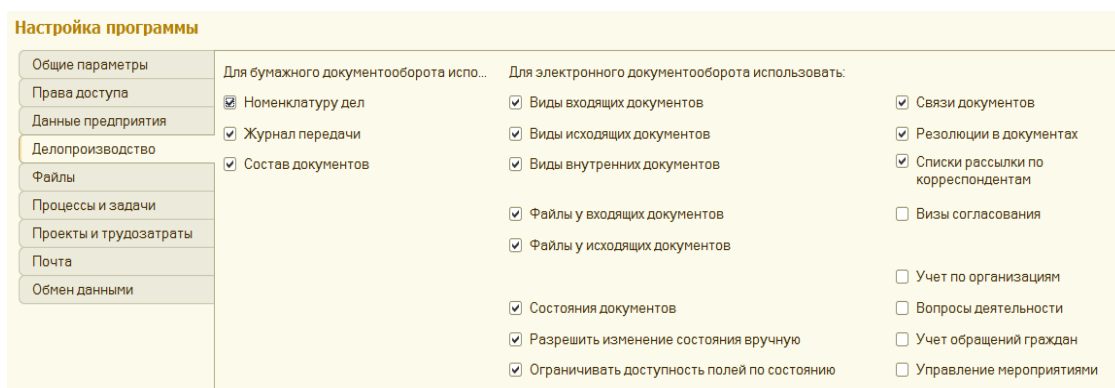 Настройка программы
Общие параметры
Права доступа
Данные предприятия
Делопроизводство
Файлы
Процессы и задачи
Проекты и трудозатраты
Почта
Обмен данными
Для бумажного документооборота испо...
Номенклатуру дел
Журнал передачи
Состав документов
Для электронного документооборота использовать:
Виды входящих документов
Виды исходящих документов
Виды внутренних документов
Файлы у входящих документов
Файлы у исходящих документов
Состояния документов
Разрешить изменение состояния вручную
Ограничивать доступность полей по состоянию
Связи документов
Резолюции в документах
Списки рассылки по
корреспондентам
Визы согласования
Учет по организациям
Вопросы деятельности
Учет обращений граждан
Управление мероприятиями